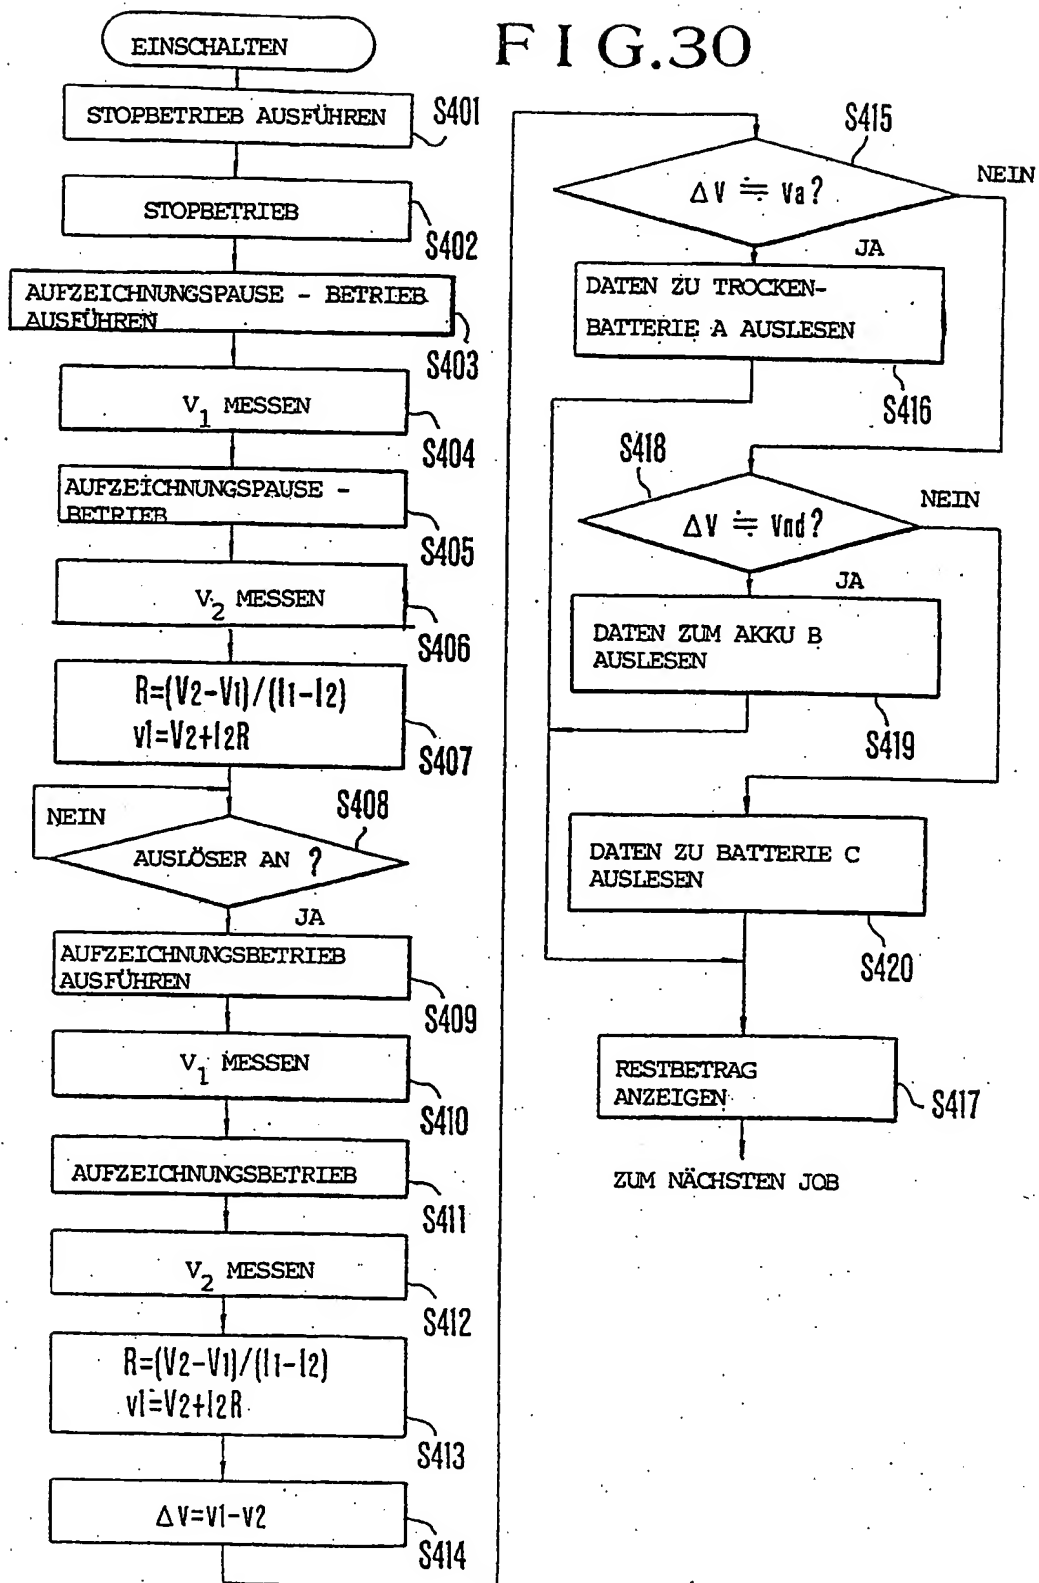 FIG.30
EINSCHALTEN
STOPBETRIEB AUSFÜHREN
S401
STOPBETRIEB
S402
AUFZEICHNUNGSPAUSE - BETRIEB
AUSFÜHREN
S403
V1 MESSEN
S404
AUFZEICHNUNGSPAUSE -
BETRIEB
S405
V2 MESSEN
S406
R=(V2-V1)/(I1-I2)
v1=V2+I2R
S407
NEIN
S408
AUSLÖSER AN ?
JA
AUFZEICHNUNGSBETRIEB
AUSFÜHREN
S409
V1 MESSEN
S410
AUFZEICHNUNGSBETRIEB
S411
V2 MESSEN
S412
R=(V2-V1)/(I1-I2)
v1=V2+I2R
S413
ΔV=v1-v2
S414
S415
ΔV ≒ Va?
NEIN
JA
DATEN ZU TROCKEN-
BATTERIE A AUSLESEN
S416
S418
ΔV ≒ Vnd?
NEIN
JA
DATEN ZUM AKKU B
AUSLESEN
S419
DATEN ZU BATTERIE C
AUSLESEN
S420
RESTBETRAG
ANZEIGEN
S417
ZUM NÄCHSTEN JOB